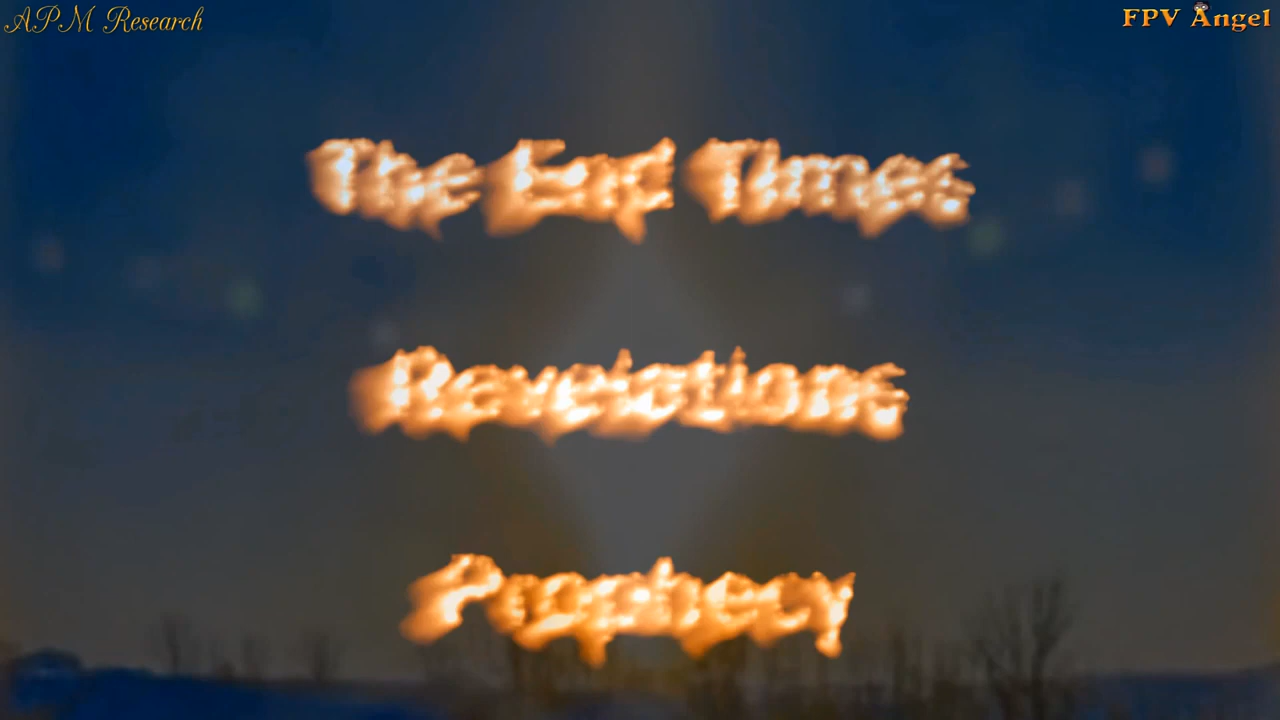 APM Research
FPV Angel
The End Times
Revelations
Prophecy